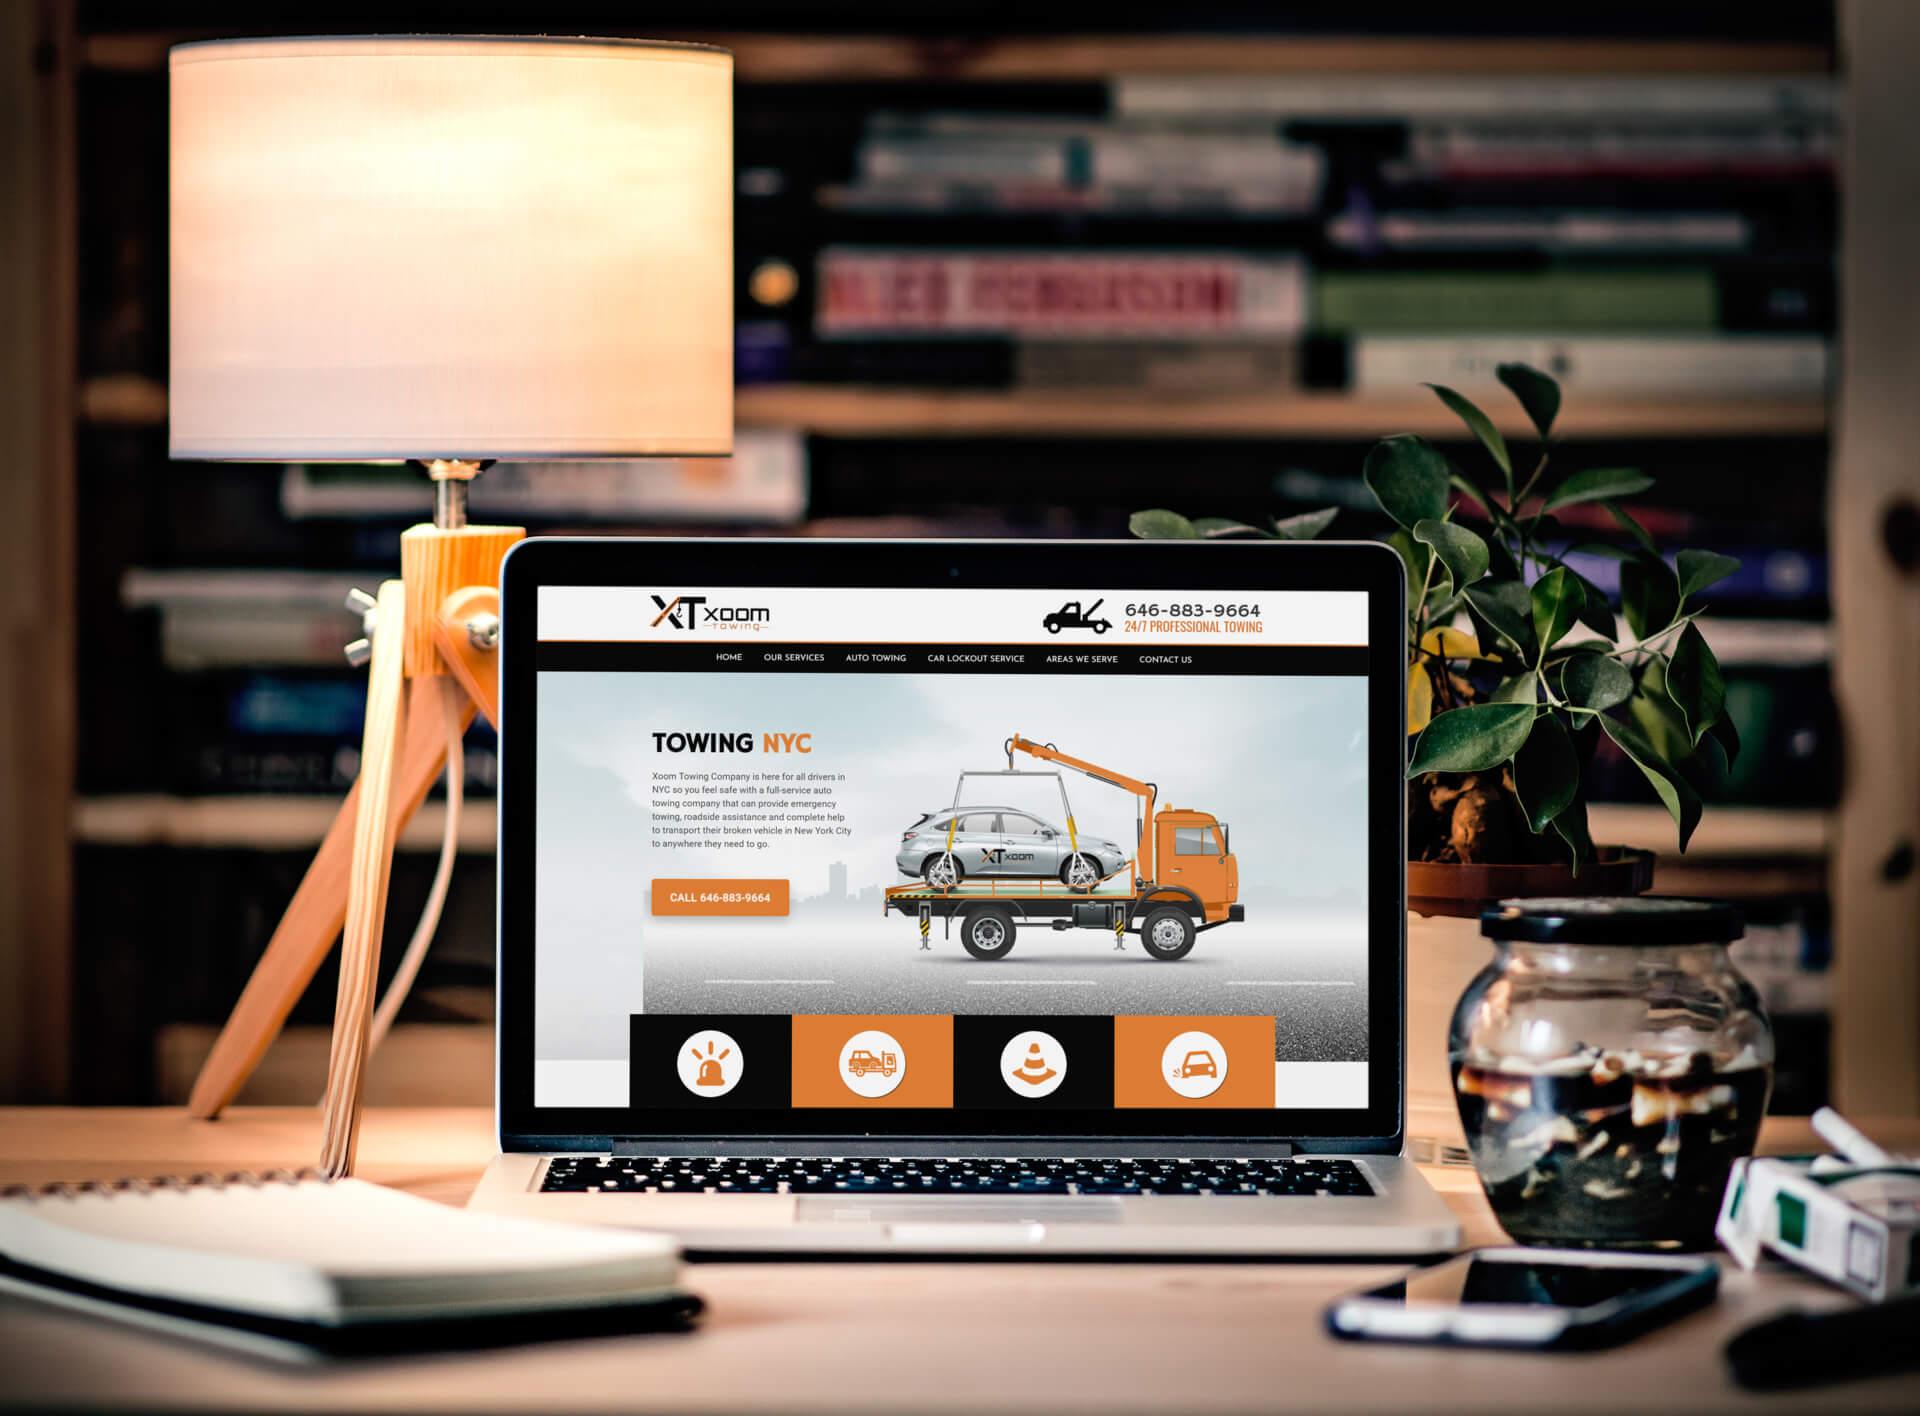 ALEX FERGUSON
XT xoom
TOWING
646-883-9664
24/7 PROFESSIONAL TOWING
HOME OUR SERVICES AUTO TOWING CAR LOCKOUT SERVICE AREAS WE SERVE CONTACT US
TOWING NYC
Xoom Towing Company is here for all drivers in
NYC so you feel safe with a full-service auto
towing company that can provide emergency
towing, roadside assistance and complete help
to transport their broken vehicle in New York City
to anywhere they need to go.
XT xoom
CALL 646-883-9664